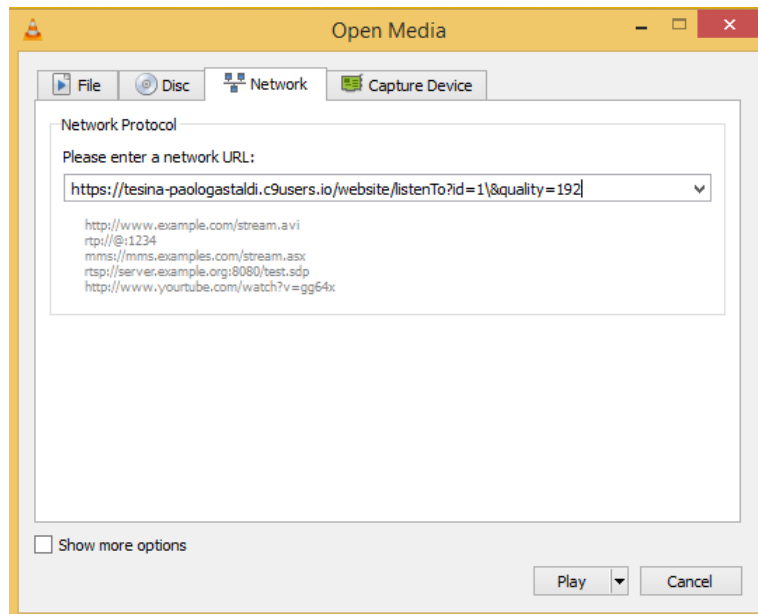 Open Media
File
Disc
Network
Capture Device
Network Protocol
Please enter a network URL:
https://tesina-paologastaldi.c9users.io/website/listenTo?id=1\&quality=192
http://www.example.com/stream.avi
rtp://@:1234
mms://mms.examples.com/stream.asx
rtsp://server.example.org:8080/test.sdp
http://www.yourtube.com/watch?v=gg64x
Show more options
Play
Cancel